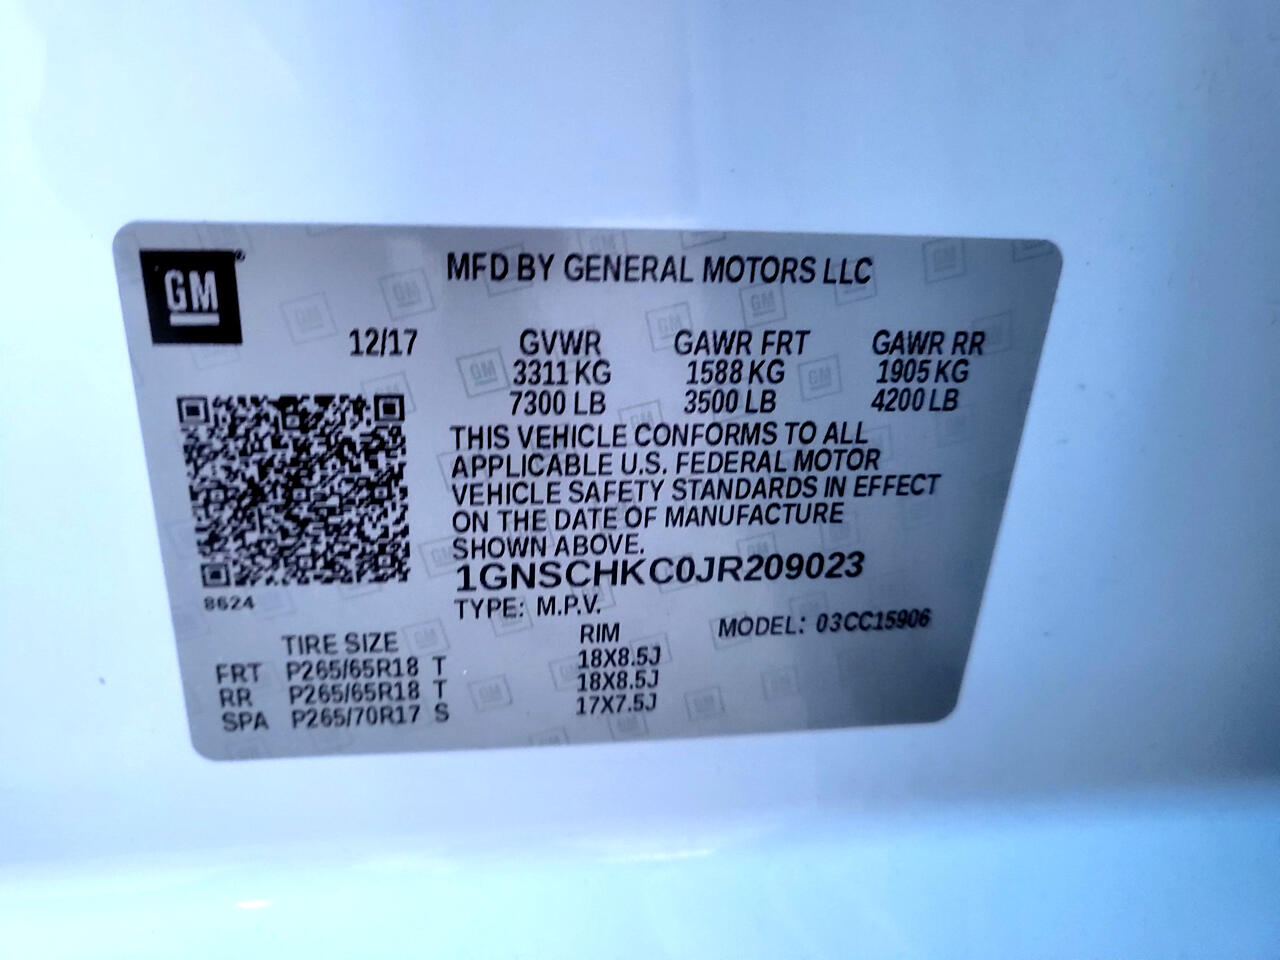 GM
MFD BY GENERAL MOTORS LLC
12/17 GVWR GAWR FRT GAWR RR
3311 KG 1588 KG 1905 KG
7300 LB 3500 LB 4200 LB
THIS VEHICLE CONFORMS TO ALL
APPLICABLE U.S. FEDERAL MOTOR
VEHICLE SAFETY STANDARDS IN EFFECT
ON THE DATE OF MANUFACTURE
SHOWN ABOVE.
1GNSCHKC0JR209023
8624
TYPE: M.P.V. MODEL: 03CC15906
TIRE SIZE RIM
FRT P265/65R18 T 18X8.5J
RR P265/65R18 T 18X8.5J
SPA P265/70R17 S 17X7.5J